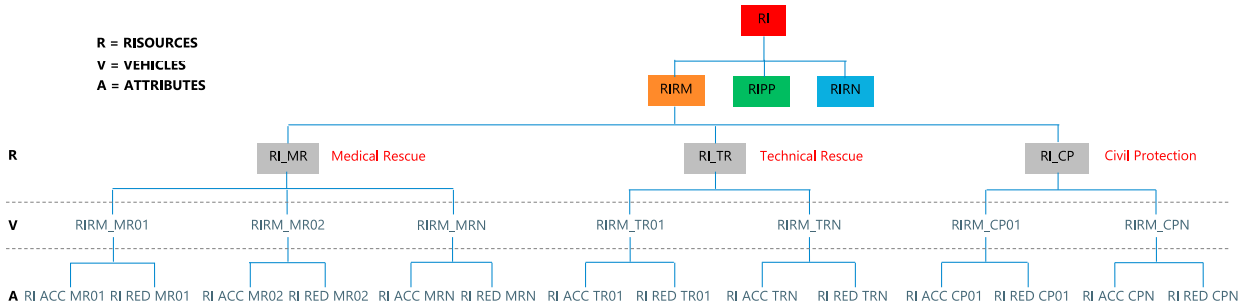 RI
R = RISOURCES
V = VEHICLES
A = ATTRIBUTES
RIRM RIPP RIRN
R RI_MR Medical Rescue RI_TR Technical Rescue RI_CP Civil Protection
V RIRM_MR01 RIRM_MR02 RIRM_MRN RIRM_TR01 RIRM_TRN RIRM_CP01 RIRM_CPN
A RI ACC MR01 RI RED MR01 RI ACC MR02 RI RED MR02 RI ACC MRN RI RED MRN RI ACC TR01 RI RED TR01 RI ACC TRN RI RED TRN RI ACC CP01 RI RED CP01 RI ACC CPN RI RED CPN